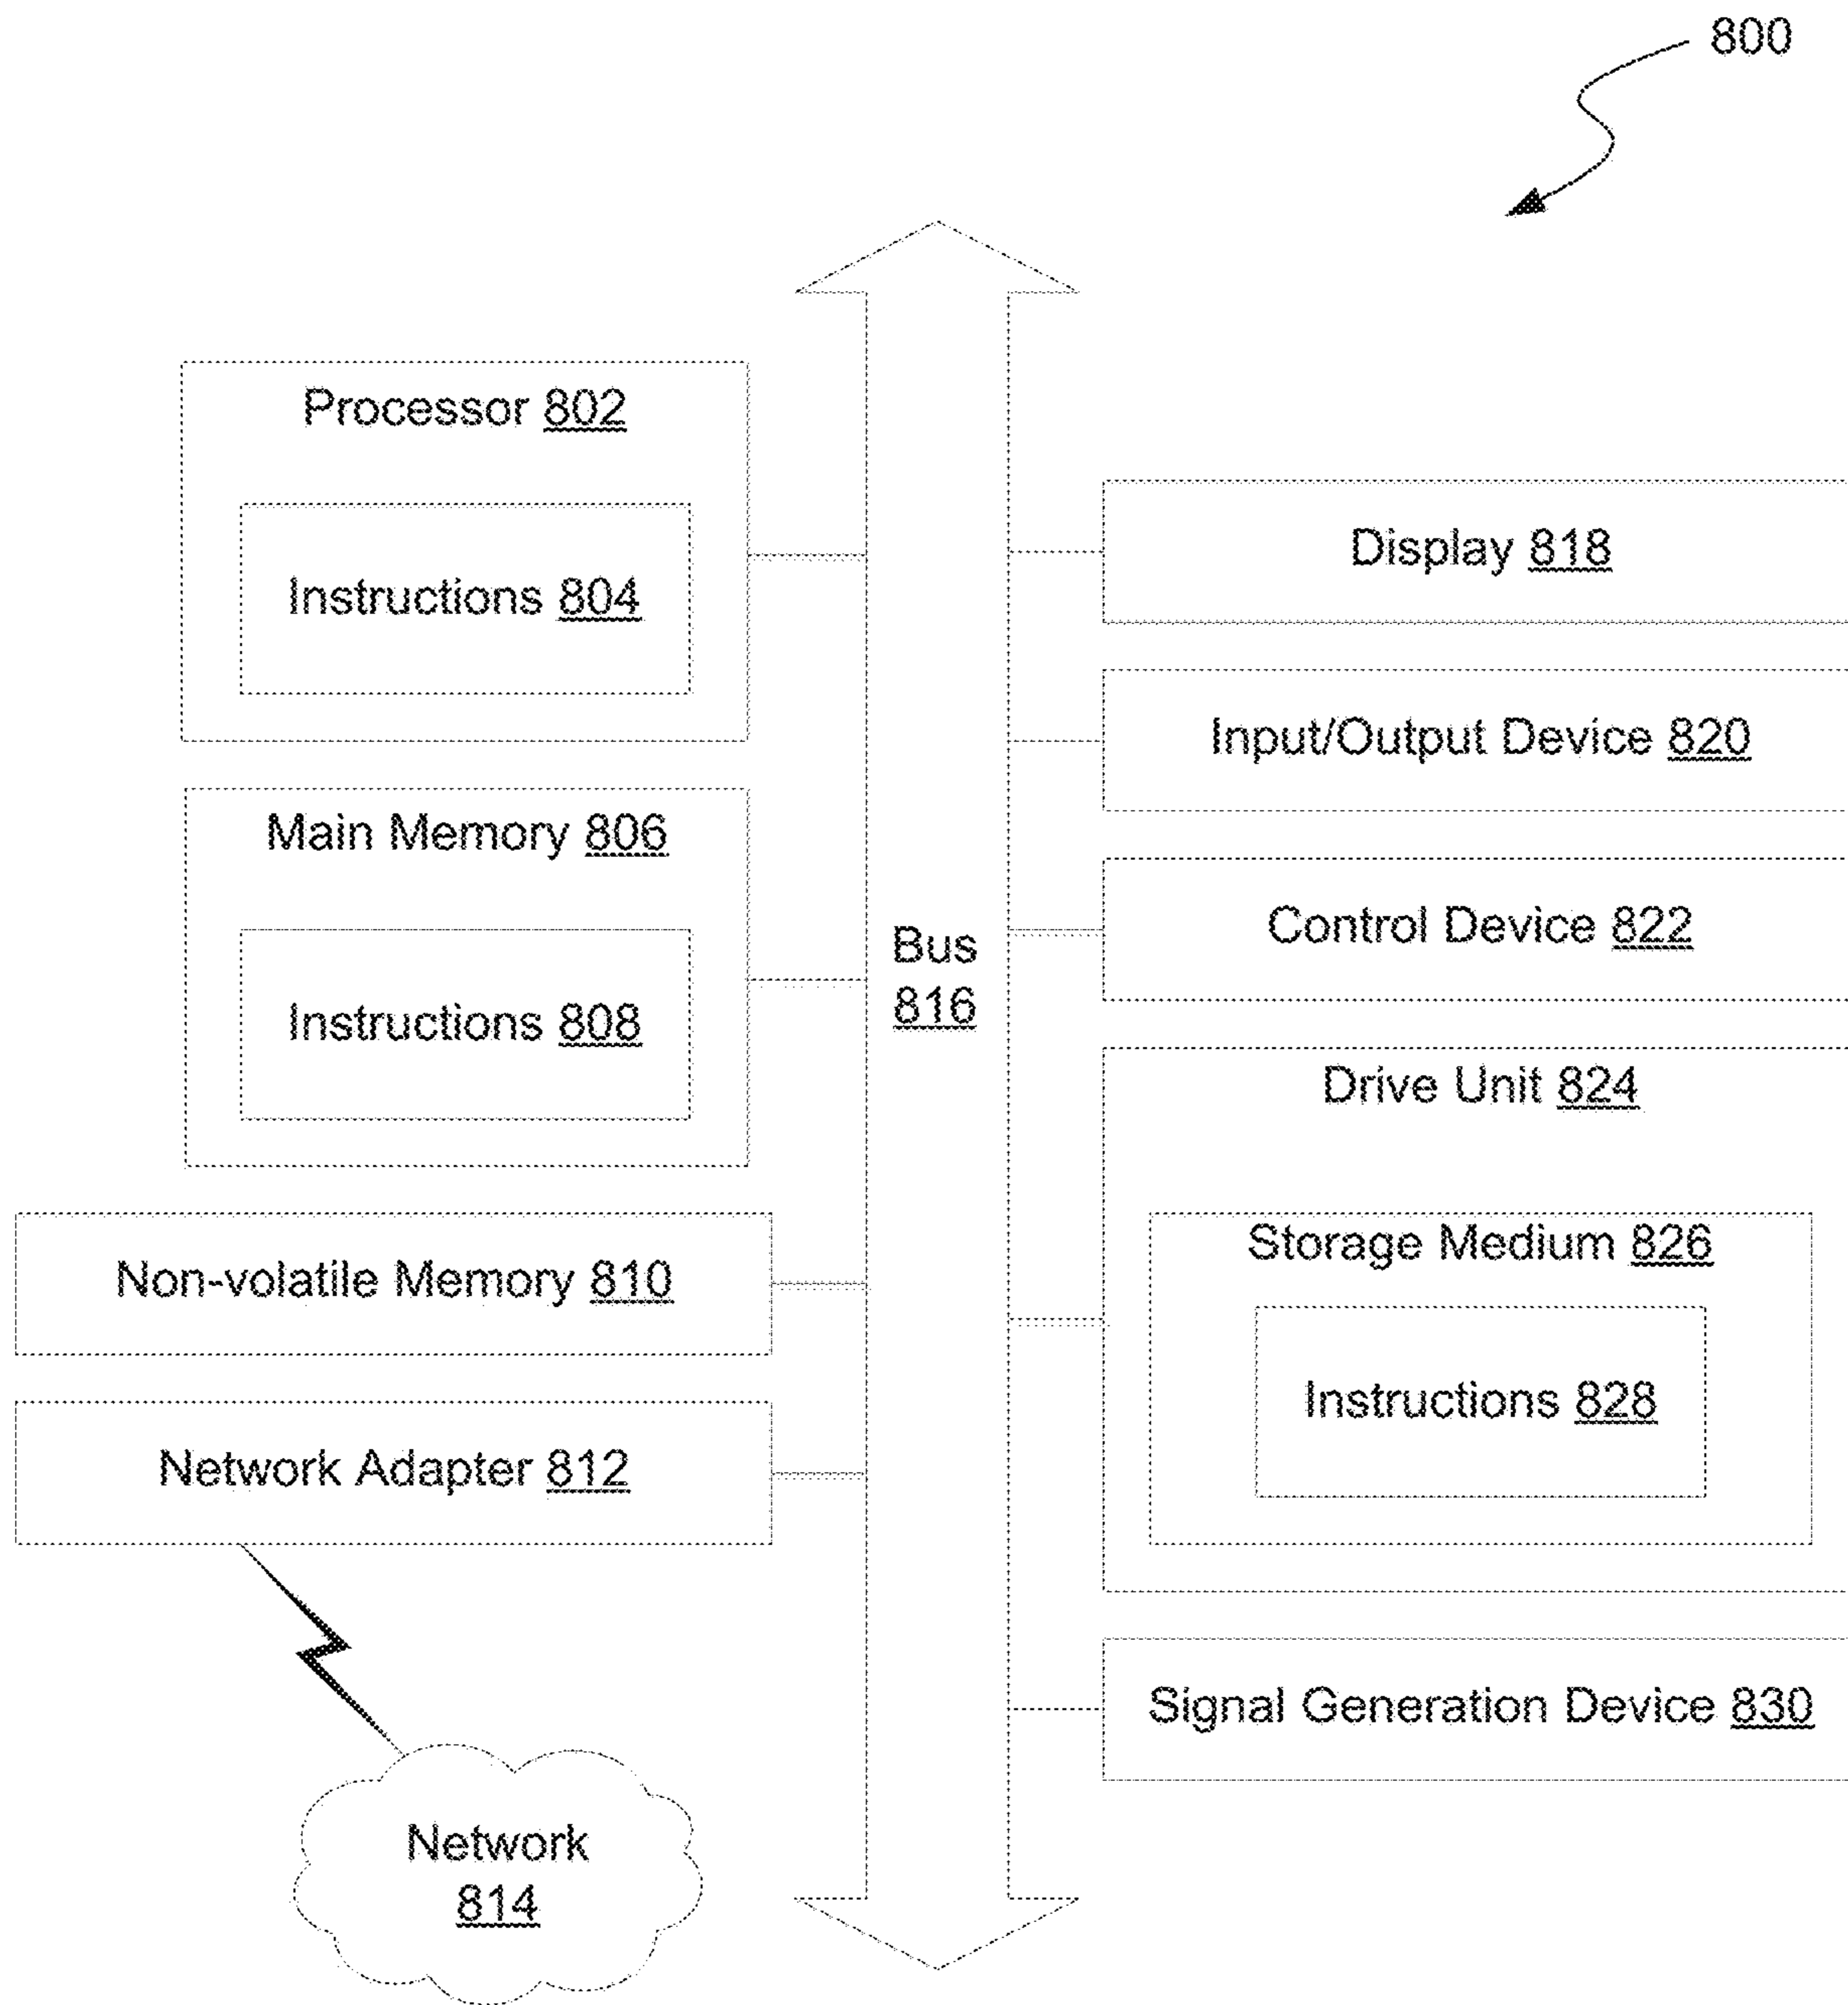 800
Processor 802
Instructions 804
Main Memory 806
Instructions 808
Non-volatile Memory 810
Network Adapter 812
Network
814
Bus
816
Display 818
Input/Output Device 820
Control Device 822
Drive Unit 824
Storage Medium 826
Instructions 828
Signal Generation Device 830